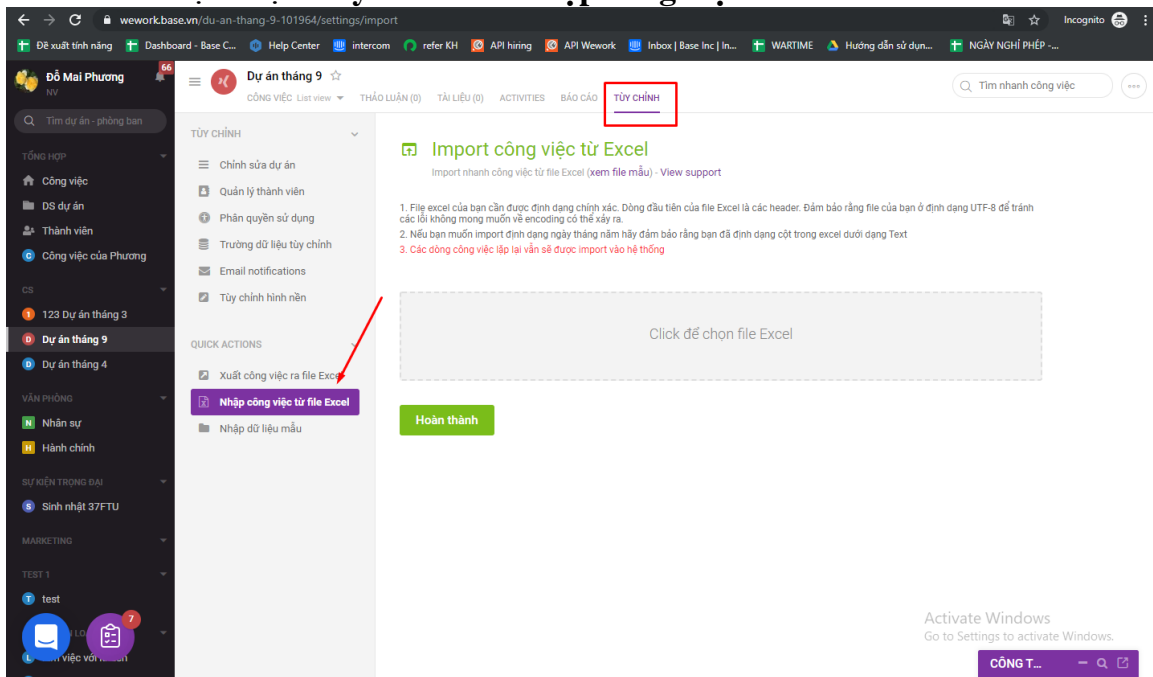 wework.base.vn/du-an-thang-9-101964/settings/import
Incognito
Đề xuất tính năng
Dashboard - Base C...
Help Center
intercom
refer KH
API hiring
API Wework
Inbox | Base Inc | In...
WARTIME
Hướng dẫn sử dụn...
NGÀY NGHỈ PHÉP -...
Đỗ Mai Phương
NV
66
Tìm dự án - phòng ban
TỔNG HỢP
Công việc
DS dự án
Thành viên
C Công việc của Phương
CS
1 123 Dự án tháng 3
D Dự án tháng 9
D Dự án tháng 4
VĂN PHÒNG
N Nhân sự
H Hành chính
SỰ KIỆN TRỌNG ĐẠI
S Sinh nhật 37FTU
MARKETING
TEST 1
T test
7
Dự án tháng 9
CÔNG VIỆC List view
THẢO LUẬN (0)
TÀI LIỆU (0)
ACTIVITIES
BÁO CÁO
TÙY CHỈNH
Tìm nhanh công việc
TÙY CHỈNH
Chỉnh sửa dự án
Quản lý thành viên
Phân quyền sử dụng
Trường dữ liệu tùy chỉnh
Email notifications
Tùy chỉnh hình nền
QUICK ACTIONS
Xuất công việc ra file Excel
Nhập công việc từ file Excel
Nhập dữ liệu mẫu
Import công việc từ Excel
Import nhanh công việc từ file Excel (xem file mẫu) - View support
1. File excel của bạn cần được định dạng chính xác. Dòng đầu tiên của file Excel là các header. Đảm bảo rằng file của bạn ở định dạng UTF-8 để tránh
các lỗi không mong muốn về encoding có thể xảy ra.
2. Nếu bạn muốn import định dạng ngày tháng năm hãy đảm bảo rằng bạn đã định dạng cột trong excel dưới dạng Text
3. Các dòng công việc lặp lại vẫn sẽ được import vào hệ thống
Click để chọn file Excel
Hoàn thành
Activate Windows
Go to Settings to activate Windows.
CÔNG T...